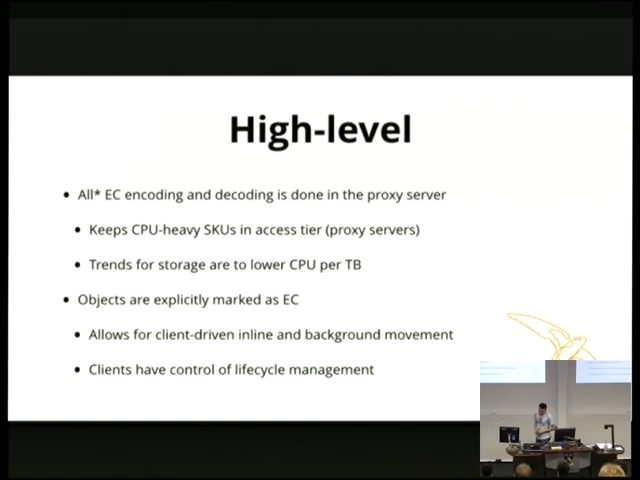 High-level
• All* EC encoding and decoding is done in the proxy server
• Keeps CPU-heavy SKUs in access tier (proxy servers)
• Trends for storage are to lower CPU per TB
• Objects are explicitly marked as EC
• Allows for client-driven inline and background movement
• Clients have control of lifecycle management